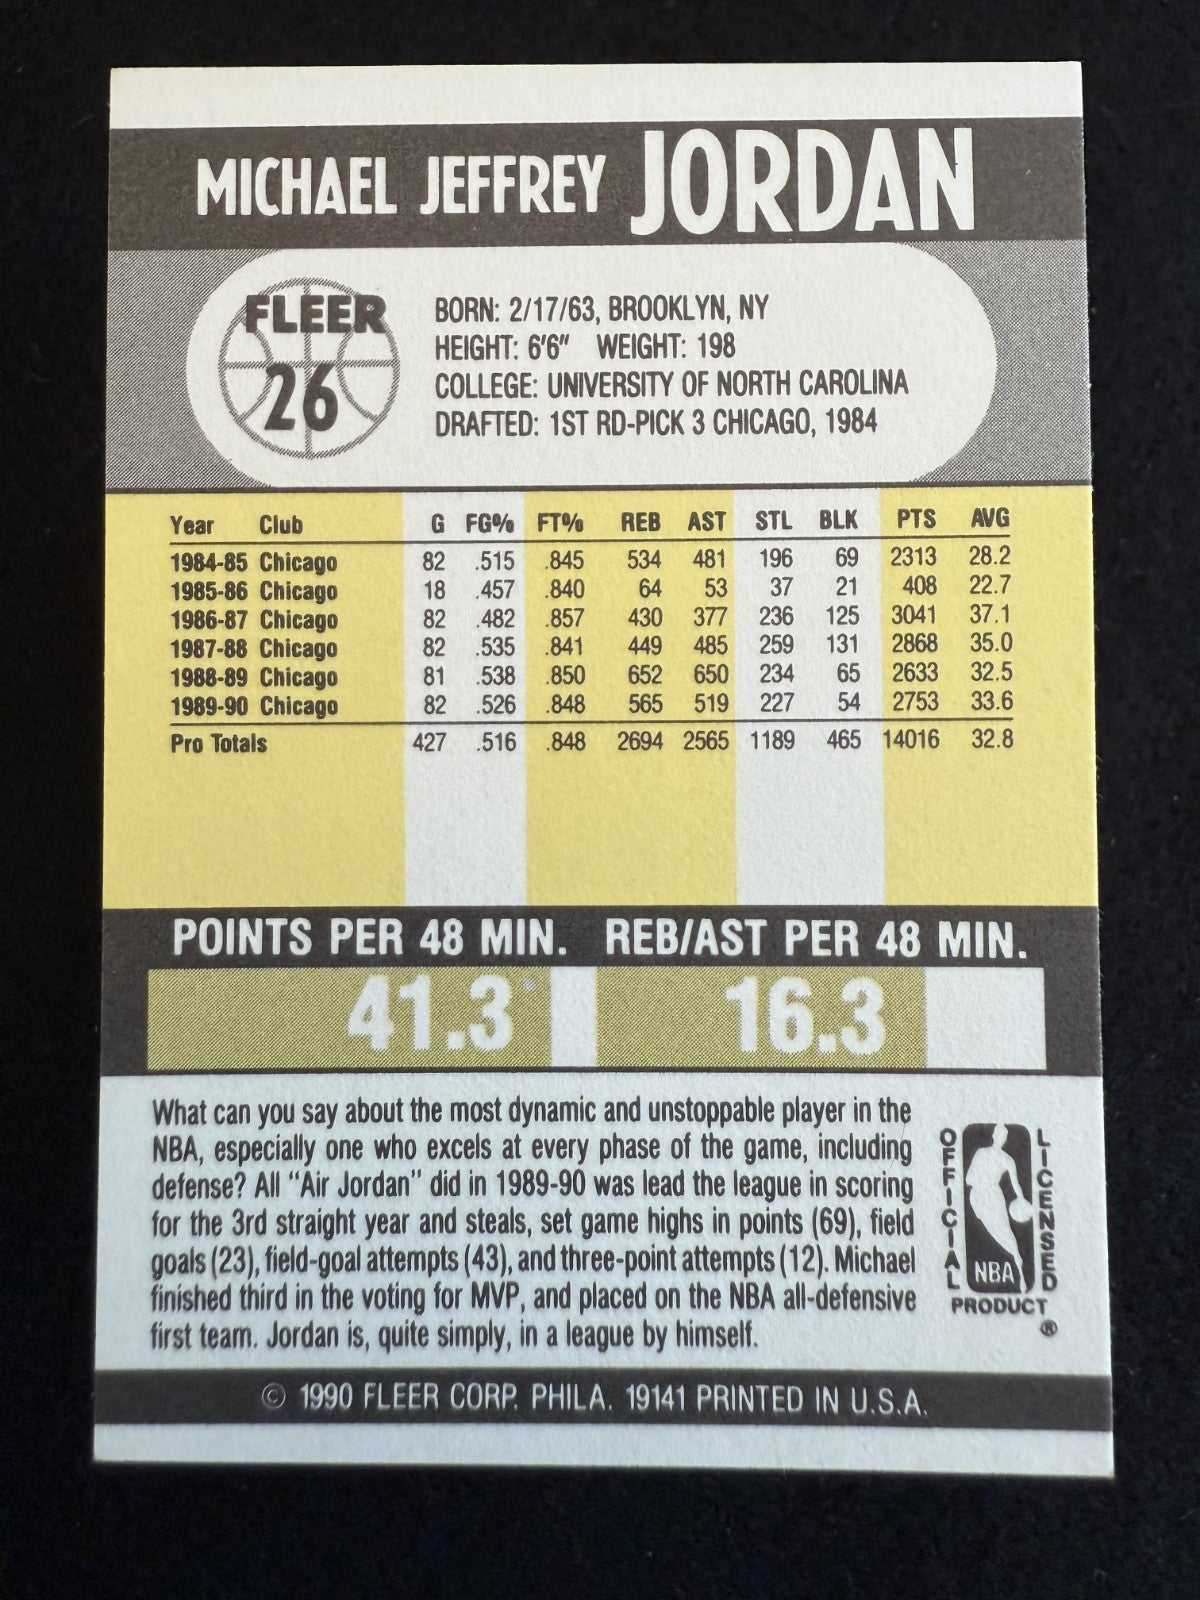 MICHAEL JEFFREY JORDAN
FLEER
26
BORN: 2/17/63, BROOKLYN, NY
HEIGHT: 6'6" WEIGHT: 198
COLLEGE: UNIVERSITY OF NORTH CAROLINA
DRAFTED: 1ST RD-PICK 3 CHICAGO, 1984
Year Club G FG% FT% REB AST STL BLK PTS AVG
1984-85 Chicago 82 .515 .845 534 481 196 69 2313 28.2
1985-86 Chicago 18 .457 .840 64 53 37 21 408 22.7
1986-87 Chicago 82 .482 .857 430 377 236 125 3041 37.1
1987-88 Chicago 82 .535 .841 449 485 259 131 2868 35.0
1988-89 Chicago 81 .538 .850 652 650 234 65 2633 32.5
1989-90 Chicago 82 .526 .848 565 519 227 54 2753 33.6
Pro Totals 427 .516 .848 2694 2565 1189 465 14016 32.8
POINTS PER 48 MIN. REB/AST PER 48 MIN.
41.3 16.3
What can you say about the most dynamic and unstoppable player in the
NBA, especially one who excels at every phase of the game, including
defense? All "Air Jordan" did in 1989-90 was lead the league in scoring
for the 3rd straight year and steals, set game highs in points (69), field
goals (23), field-goal attempts (43), and three-point attempts (12). Michael
finished third in the voting for MVP, and placed on the NBA all-defensive
first team. Jordan is, quite simply, in a league by himself.
OFFICIAL
LICENSED
NBA
PRODUCT
®
© 1990 FLEER CORP. PHILA. 19141 PRINTED IN U.S.A.